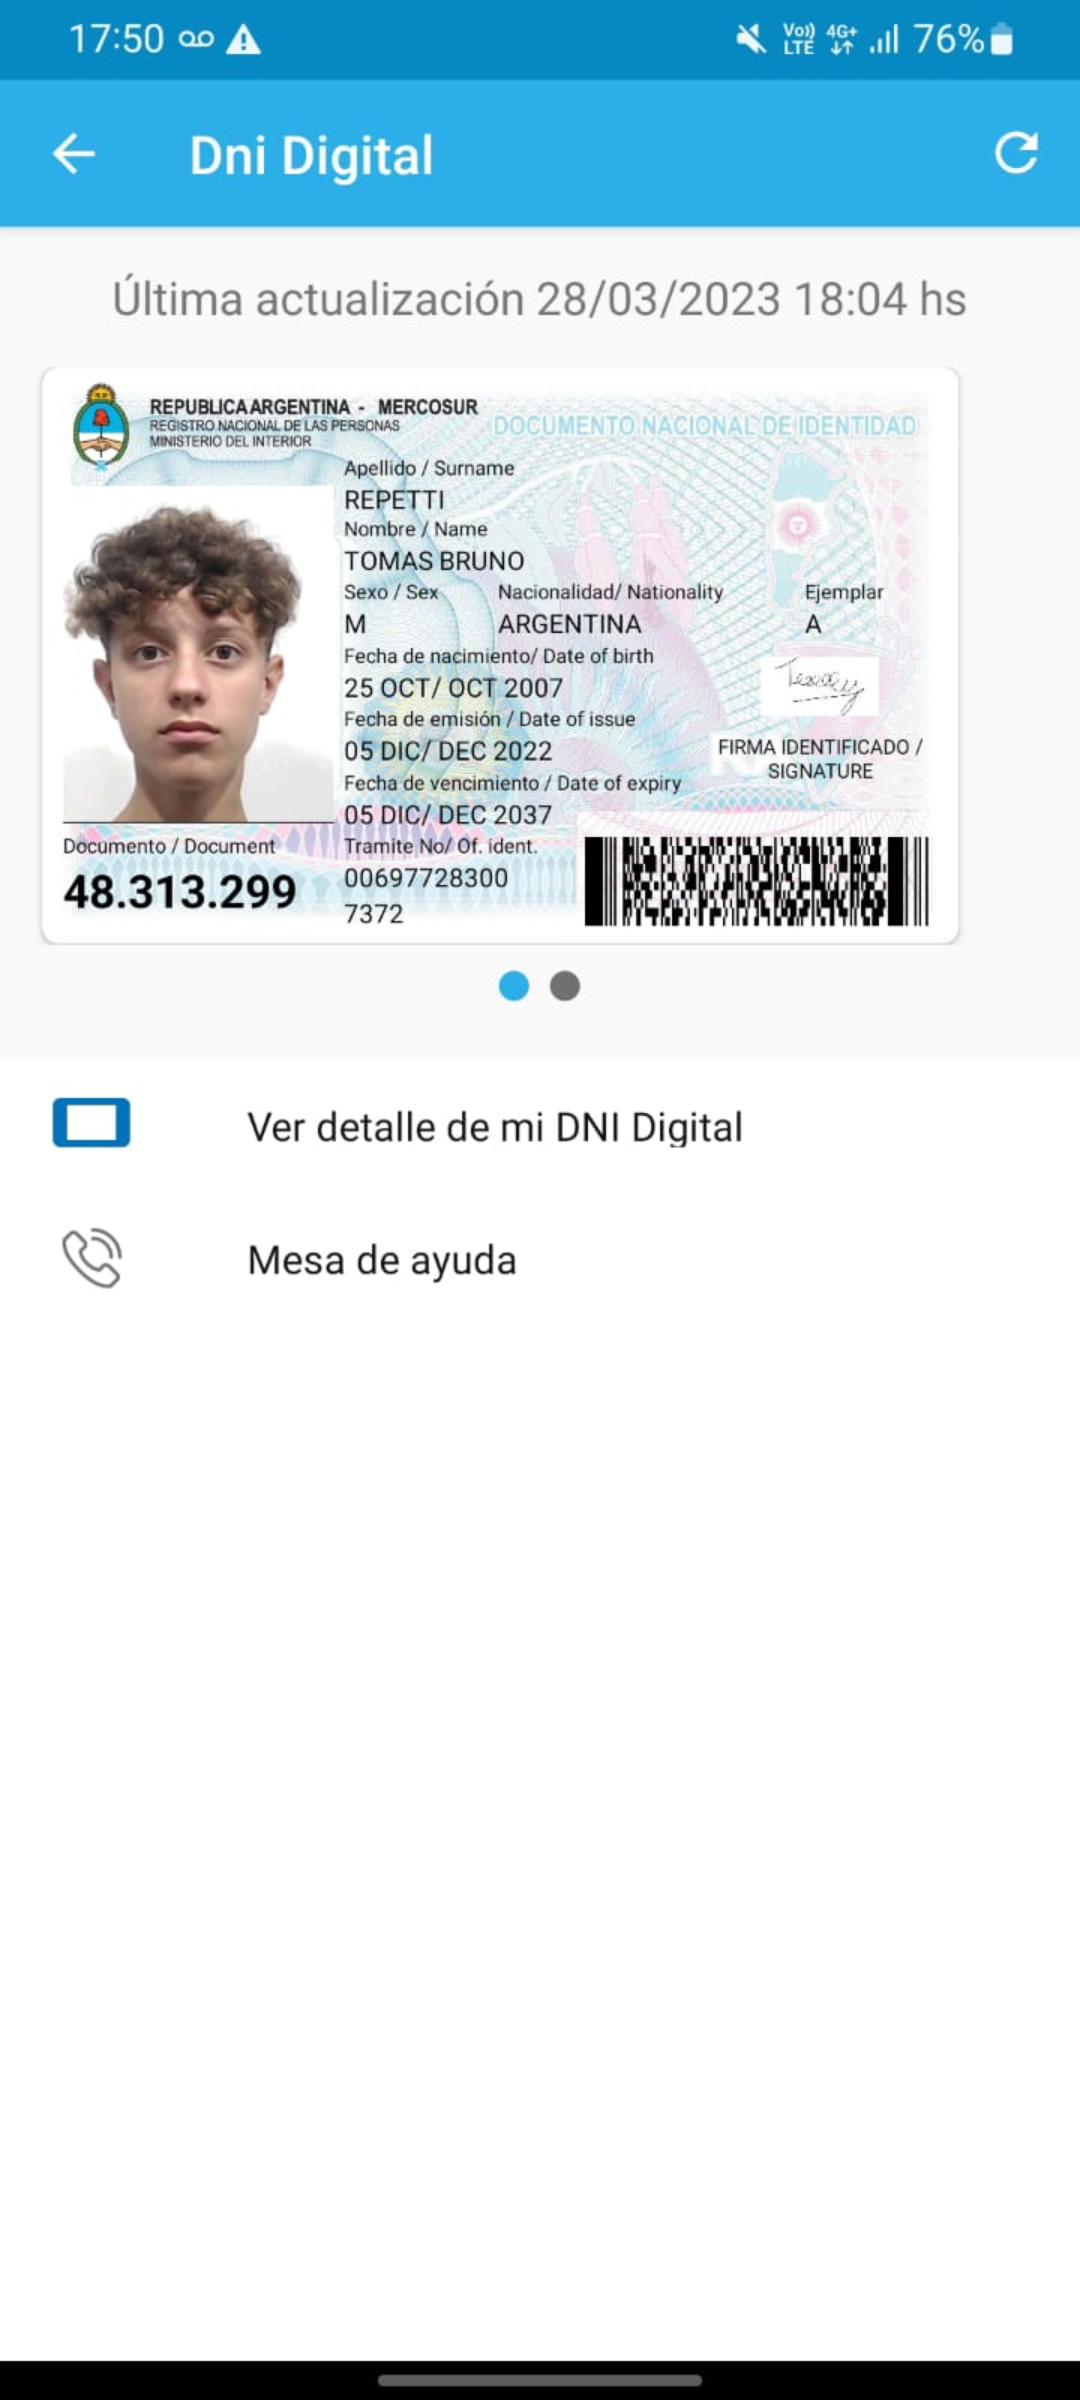 17:50
Vo)) LTE 4G+ 76%
Dni Digital
Última actualización 28/03/2023 18:04 hs
REPUBLICA ARGENTINA - MERCOSUR
REGISTRO NACIONAL DE LAS PERSONAS
MINISTERIO DEL INTERIOR
DOCUMENTO NACIONAL DE IDENTIDAD
Apellido / Surname
REPETTI
Nombre / Name
TOMAS BRUNO
Sexo / Sex Nacionalidad/ Nationality Ejemplar
M ARGENTINA A
Fecha de nacimiento/ Date of birth
25 OCT/ OCT 2007
Fecha de emisión / Date of issue
05 DIC/ DEC 2022
FIRMA IDENTIFICADO /
SIGNATURE
Fecha de vencimiento / Date of expiry
05 DIC/ DEC 2037
Documento / Document
48.313.299
Tramite No/ Of. ident.
00697728300
7372
Ver detalle de mi DNI Digital
Mesa de ayuda